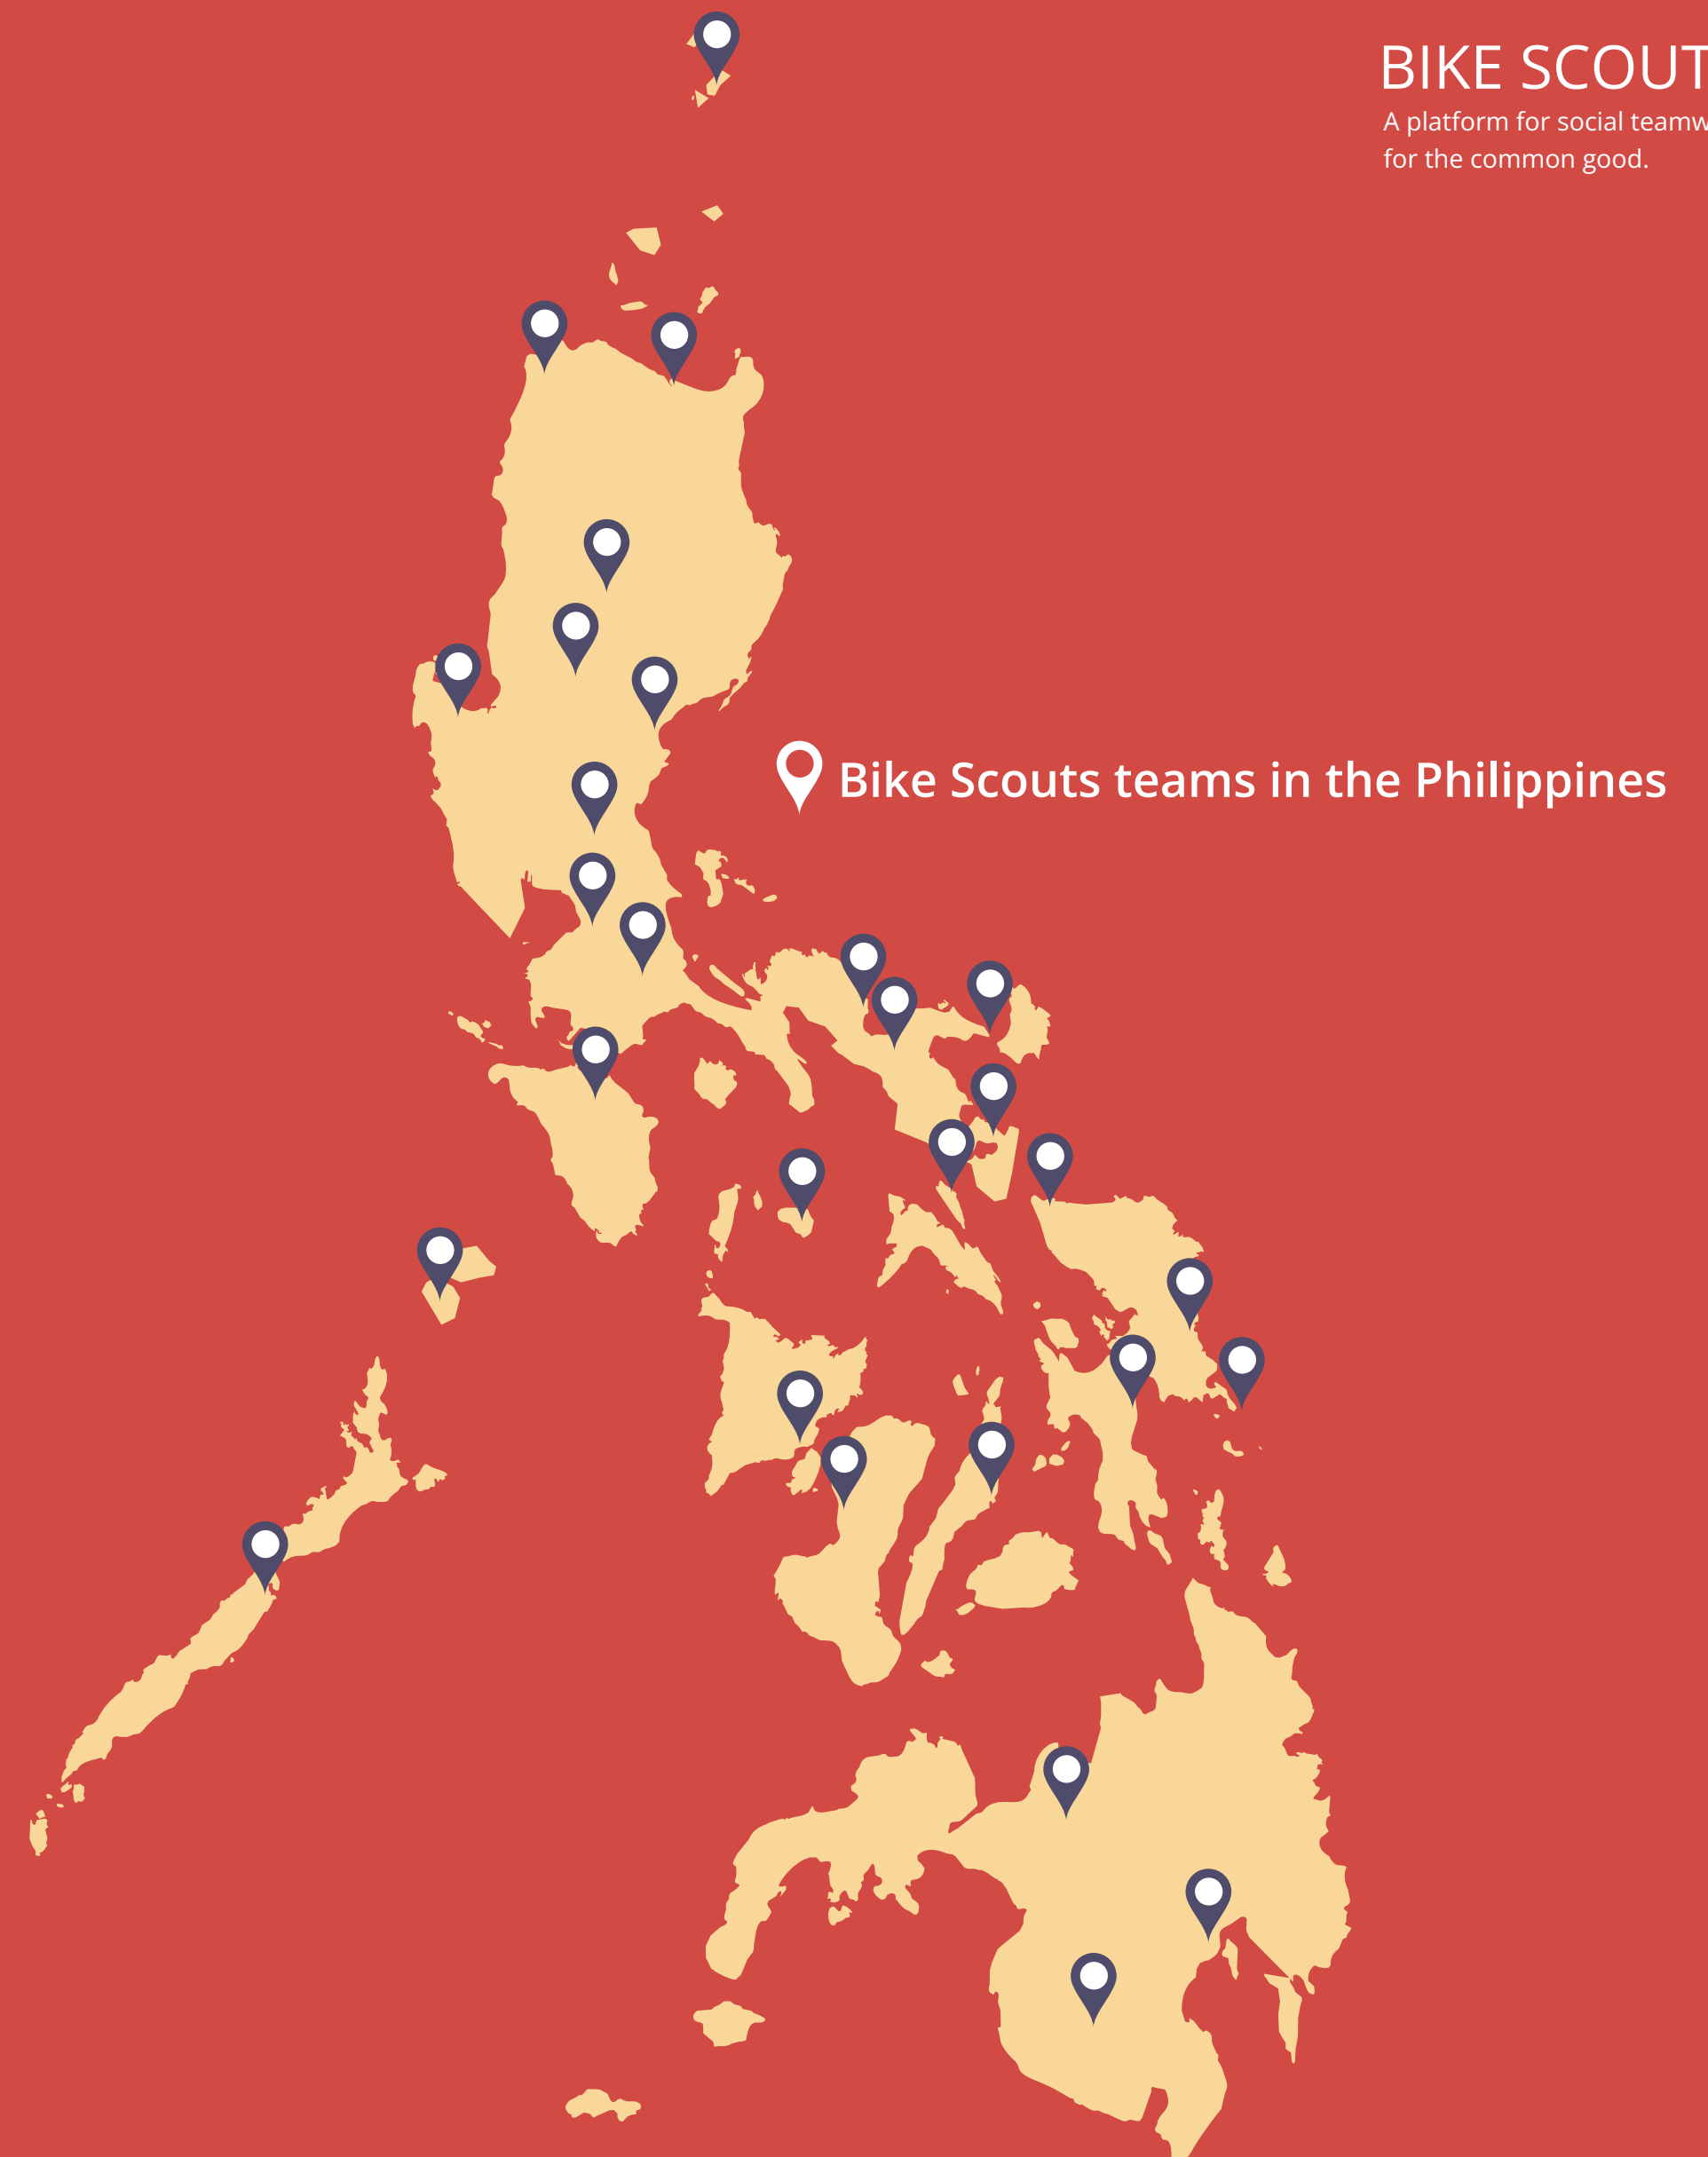 BIKE SCOUT
A platform for social teamw
for the common good.
Bike Scouts teams in the Philippines